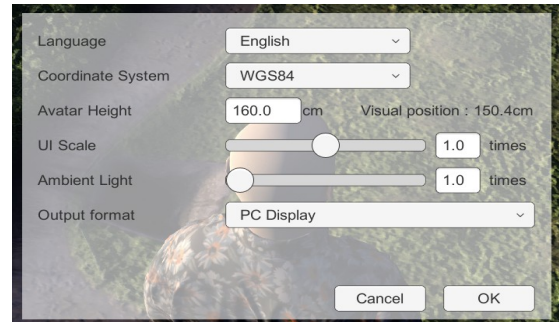 Language English
Coordinate System WGS84
Avatar Height 160.0 cm Visual position : 150.4cm
UI Scale 1.0 times
Ambient Light 1.0 times
Output format PC Display
Cancel OK